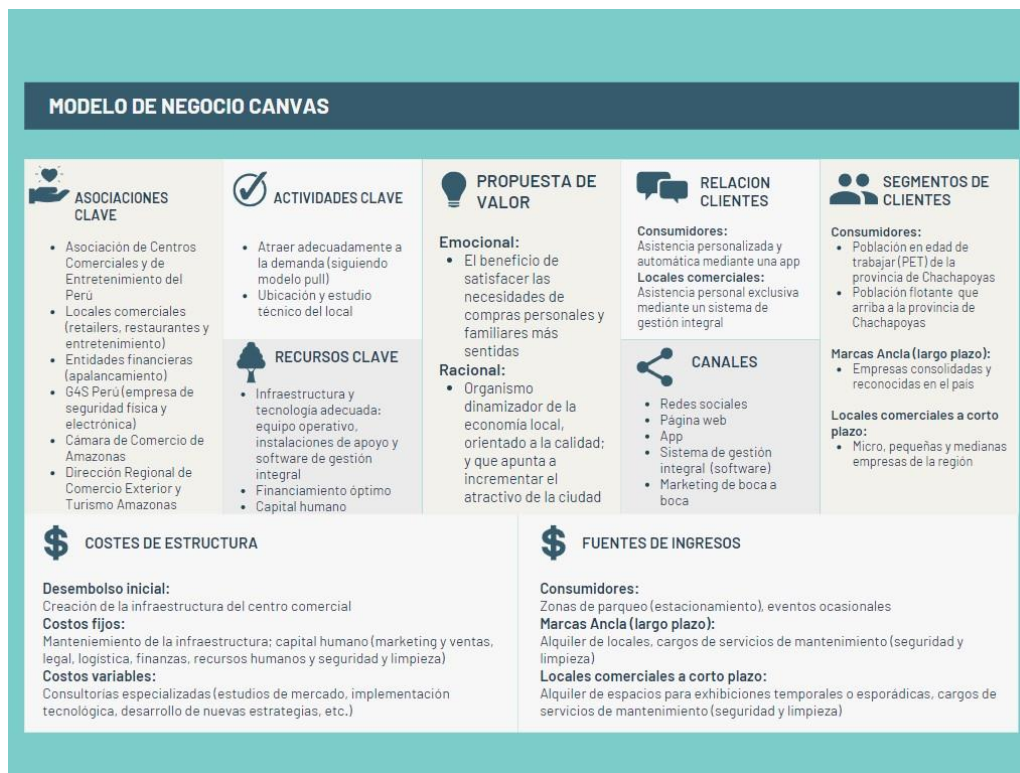 MODELO DE NEGOCIO CANVAS
ASOCIACIONES
CLAVE
• Asociación de Centros
Comerciales y de
Entretenimiento del
Perú
• Locales comerciales
(retailers, restaurantes y
entretenimiento)
• Entidades financieras
(apalancamiento)
• G4S Perú (empresa de
seguridad física y
electrónica)
• Cámara de Comercio de
Amazonas
• Dirección Regional de
Comercio Exterior y
Turismo Amazonas
ACTIVIDADES CLAVE
• Atraer adecuadamente a
la demanda (siguiendo
modelo pull)
• Ubicación y estudio
técnico del local
RECURSOS CLAVE
• Infraestructura y
tecnología adecuada:
equipo operativo,
instalaciones de apoyo y
software de gestión
integral
• Financiamiento óptimo
• Capital humano
PROPUESTA DE
VALOR
Emocional:
• El beneficio de
satisfacer las
necesidades de
compras personales y
familiares más
sentidas
Racional:
• Organismo
dinamizador de la
economía local,
orientado a la calidad;
y que apunta a
incrementar el
atractivo de la ciudad
RELACION
CLIENTES
Consumidores:
Asistencia personalizada y
automática mediante una app
Locales comerciales:
Asistencia personal exclusiva
mediante un sistema de
gestión integral
CANALES
• Redes sociales
• Página web
• App
• Sistema de gestión
integral (software)
• Marketing de boca a
boca
SEGMENTOS DE
CLIENTES
Consumidores:
• Población en edad de
trabajar (PET) de la
provincia de Chachapoyas
• Población flotante que
arriba a la provincia de
Chachapoyas
Marcas Ancla (largo plazo):
• Empresas consolidadas y
reconocidas en el país
Locales comerciales a corto
plazo:
• Micro, pequeñas y medianas
empresas de la región
$ COSTES DE ESTRUCTURA
Desembolso inicial:
Creación de la infraestructura del centro comercial
Costos fijos:
Manteniemiento de la infraestructura; capital humano (marketing y ventas,
legal, logística, finanzas, recursos humanos y seguridad y limpieza)
Costos variables:
Consultorías especializadas (estudios de mercado, implementación
tecnológica, desarrollo de nuevas estrategias, etc.)
$ FUENTES DE INGRESOS
Consumidores:
Zonas de parqueo (estacionamiento), eventos ocasionales
Marcas Ancla (largo plazo):
Alquiler de locales, cargos de servicios de mantenimiento (seguridad y
limpieza)
Locales comerciales a corto plazo:
Alquiler de espacios para exhibiciones temporales o esporádicas, cargos de
servicios de mantenimiento (seguridad y limpieza)